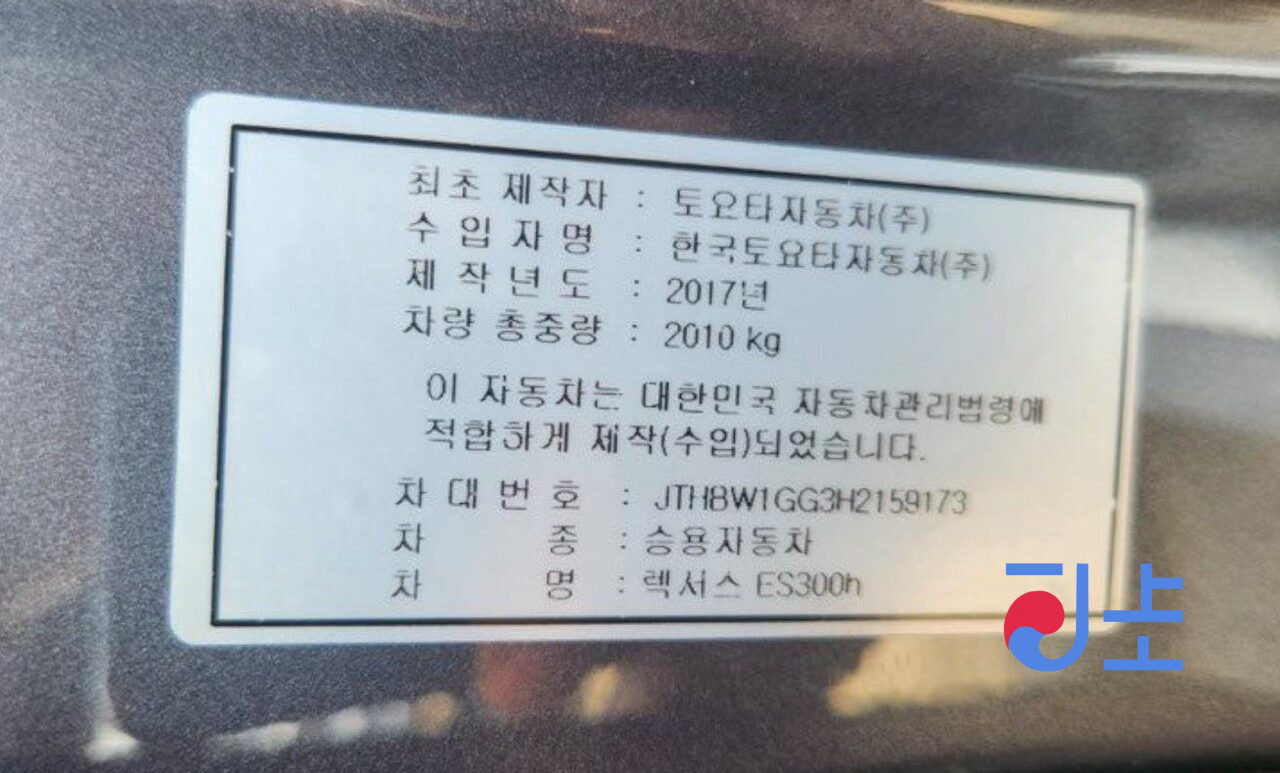 최초 제작자 : 토요타자동차(주)
수입자명 : 한국토요타자동차(주)
제작년도 : 2017년
차량 총중량 : 2010 kg
이 자동차는 대한민국 자동차관리법령에
적합하게 제작(수입)되었습니다.
차대번호 : JTHBW1GG3H2159173
차 종 : 승용자동차
차 명 : 렉서스 ES300h